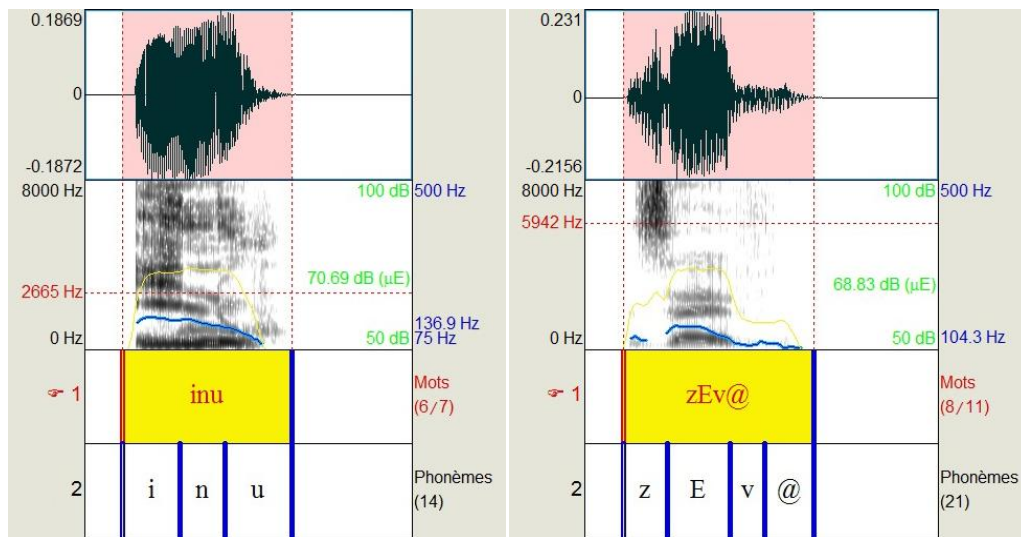 0.1869
0
-0.1872
8000 Hz
100 dB
500 Hz
70.69 dB (µE)
2665 Hz
136.9 Hz
0 Hz
50 dB
75 Hz
☞ 1
inu
Mots
(6/7)
2
i n u
Phonèmes
(14)
0.231
0
-0.2156
8000 Hz
100 dB
500 Hz
5942 Hz
68.83 dB (µE)
0 Hz
50 dB
104.3 Hz
☞ 1
zEv@
Mots
(8/11)
2
z E v @
Phonèmes
(21)